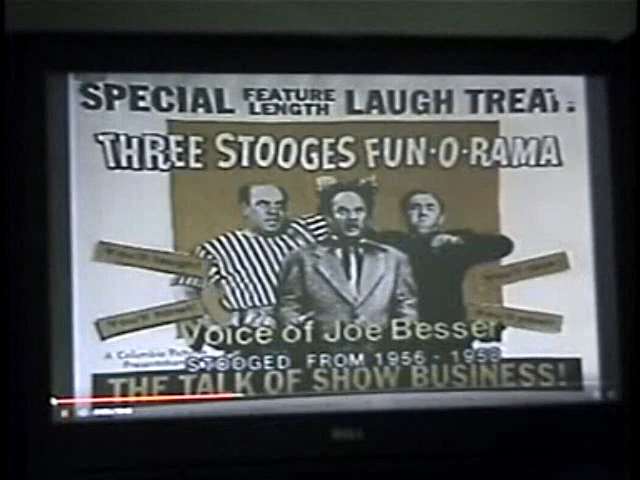 SPECIAL FEATURE LENGTH LAUGH TREAT
THREE STOOGES FUN-O-RAMA
Voice of Joe Besser
A Columbia
STOOGED FROM 1956 - 1958
THE TALK OF SHOW BUSINESS!
DELL